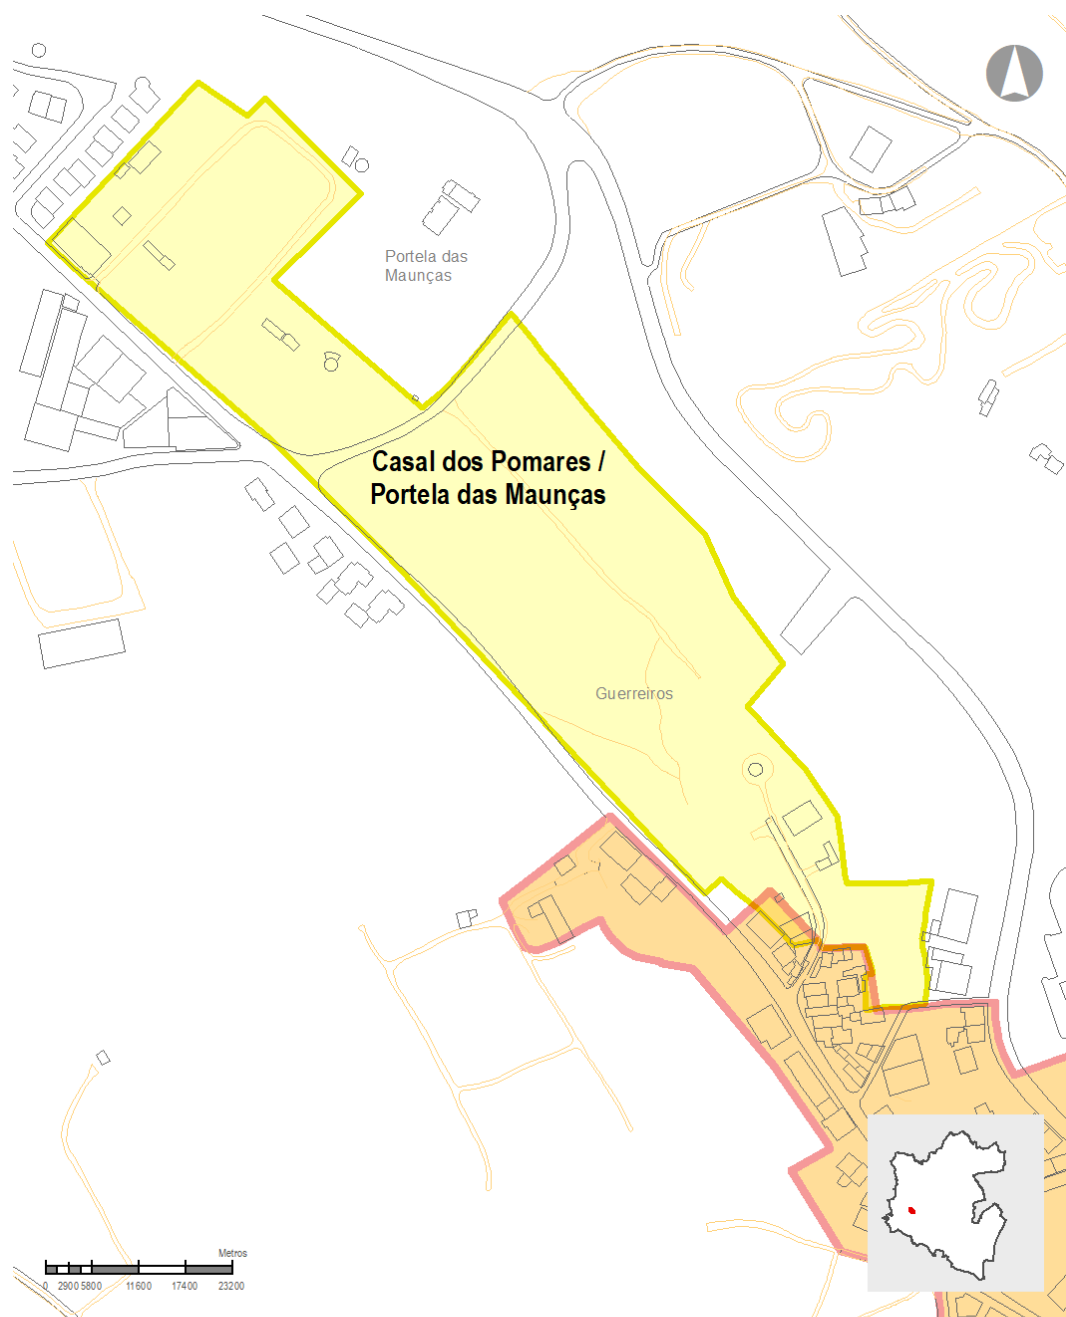 Portela das
Maunças
Casal dos Pomares /
Portela das Maunças
Guerreiros
Metros
0 2900 5800 11600 17400 23200